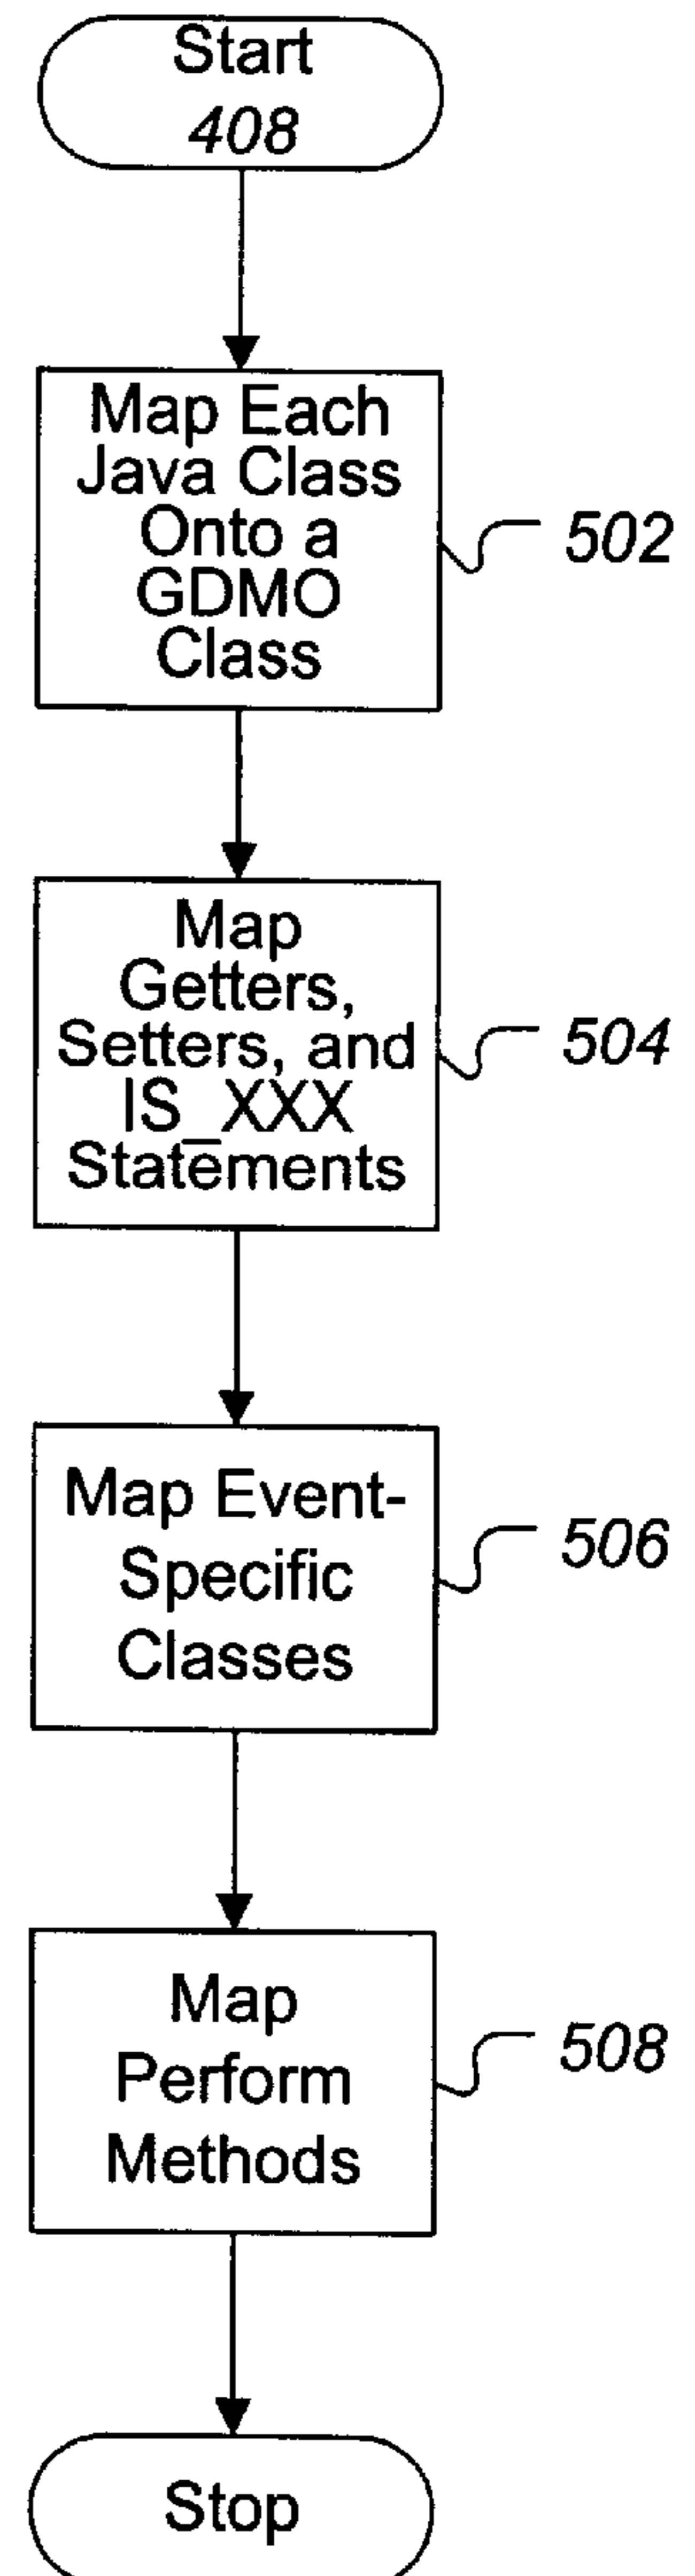 Start
408
Map Each
Java Class
Onto a
GDMO
Class
502
Map
Getters,
Setters, and
IS_XXX
Statements
504
Map Event-
Specific
Classes
506
Map
Perform
Methods
508
Stop